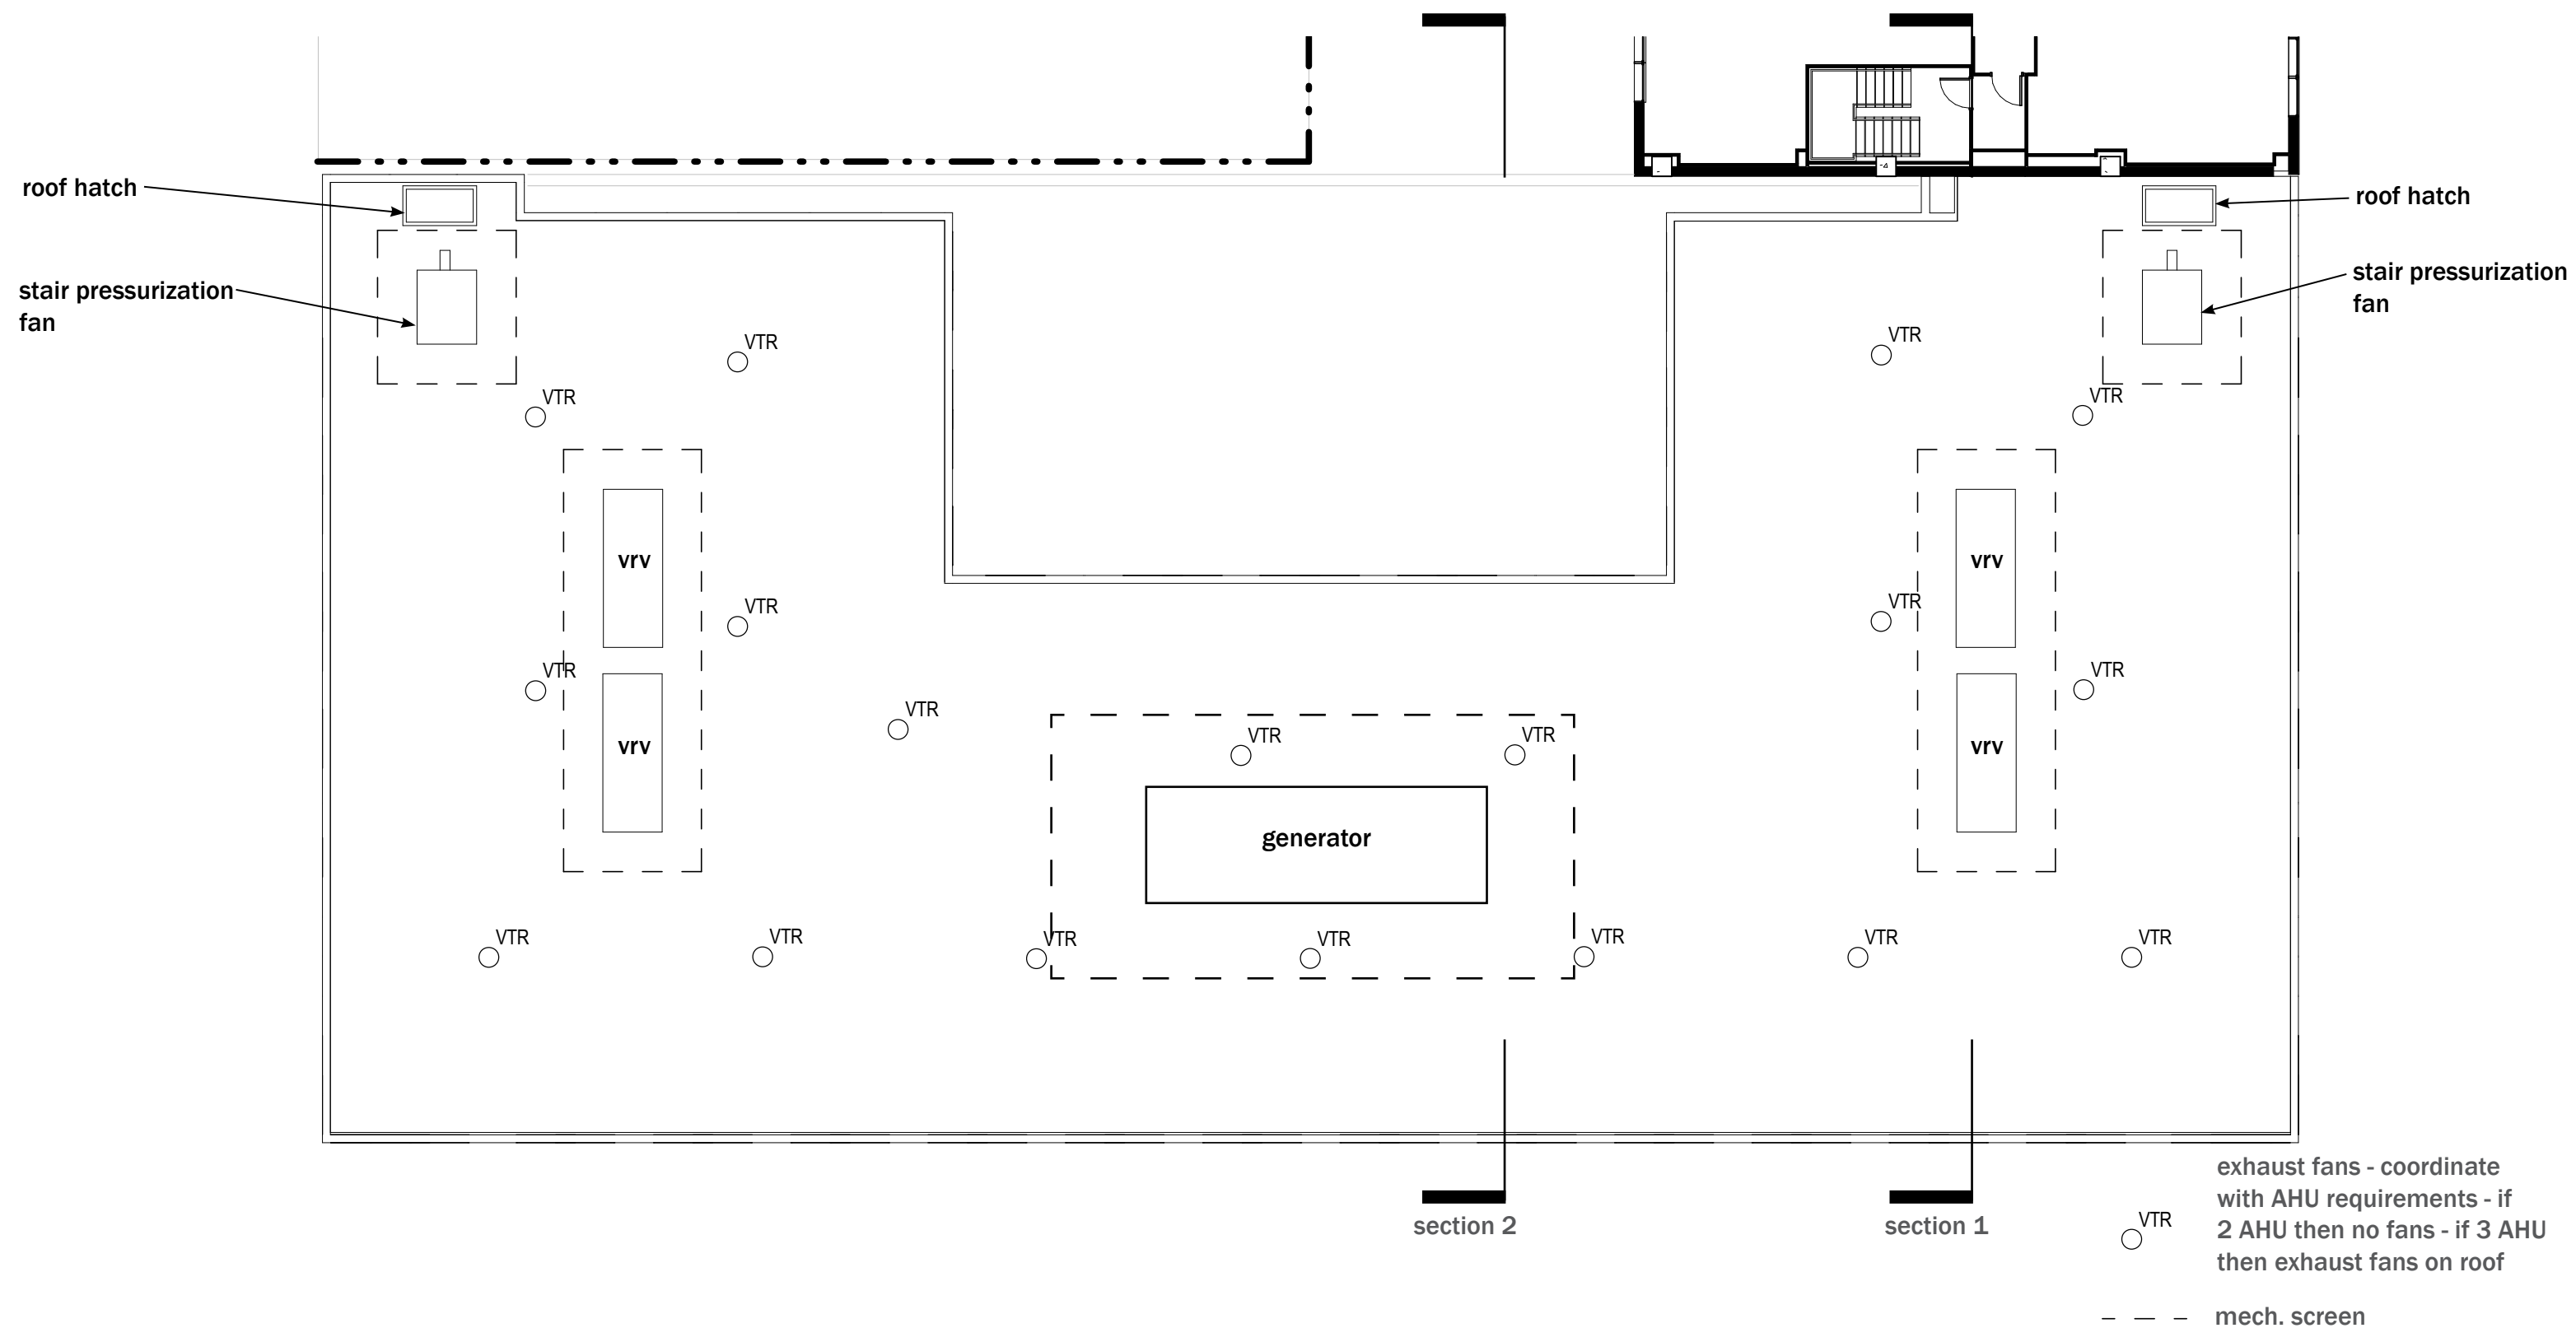 roof hatch
roof hatch
stair pressurization
fan
stair pressurization
fan
VTR
VTR
VTR
VTR
vrv
vrv
VTR
VTR
VTR
VTR
VTR
VTR
VTR
vrv
vrv
generator
VTR
VTR
VTR
VTR
VTR
VTR
VTR
section 2
section 1
VTR
exhaust fans - coordinate
with AHU requirements - if
2 AHU then no fans - if 3 AHU
then exhaust fans on roof
mech. screen